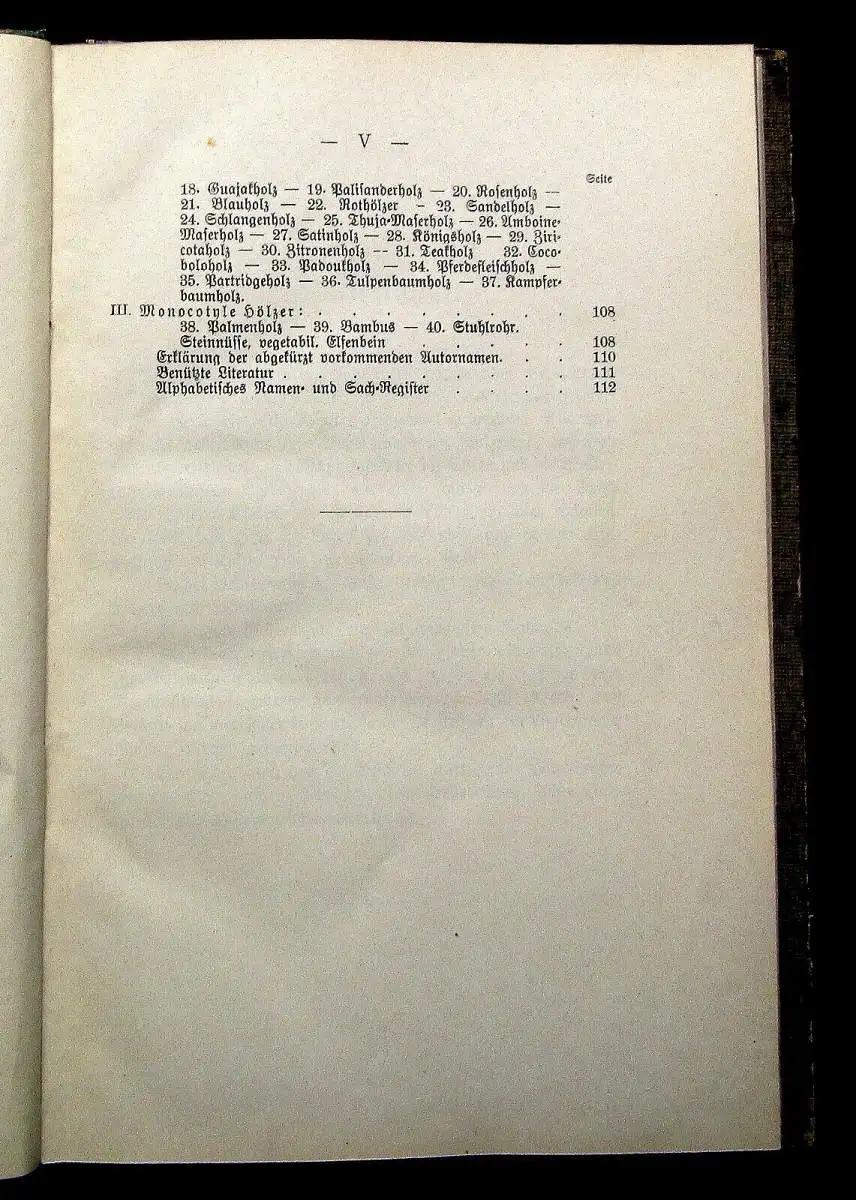 — V —
Seite
18. Guajakholz — 19. Palisanderholz — 20. Rosenholz —
21. Blauholz — 22. Rothölzer - 23. Sandelholz —
24. Schlangenholz — 25. Thuja-Maserholz — 26. Amboine-
Maserholz — 27. Satinholz — 28. Königsholz — 29. Ziri-
cotaholz — 30. Zitronenholz -- 31. Teakholz 32. Coco-
boloholz — 33. Padoukholz — 34. Pferdefleischholz —
35. Partridgeholz — 36. Tulpenbaumholz — 37. Kampfer-
baumholz.
III. Monocotyle Hölzer: . . . . . . . 108
38. Palmenholz — 39. Bambus — 40. Stuhlrohr.
Steinnüsse, vegetabil. Elfenbein . . . . . 108
Erklärung der abgekürzt vorkommenden Autornamen. . . 110
Benützte Literatur . . . . . . . . 111
Alphabetisches Namen- und Sach-Register . . . . 112